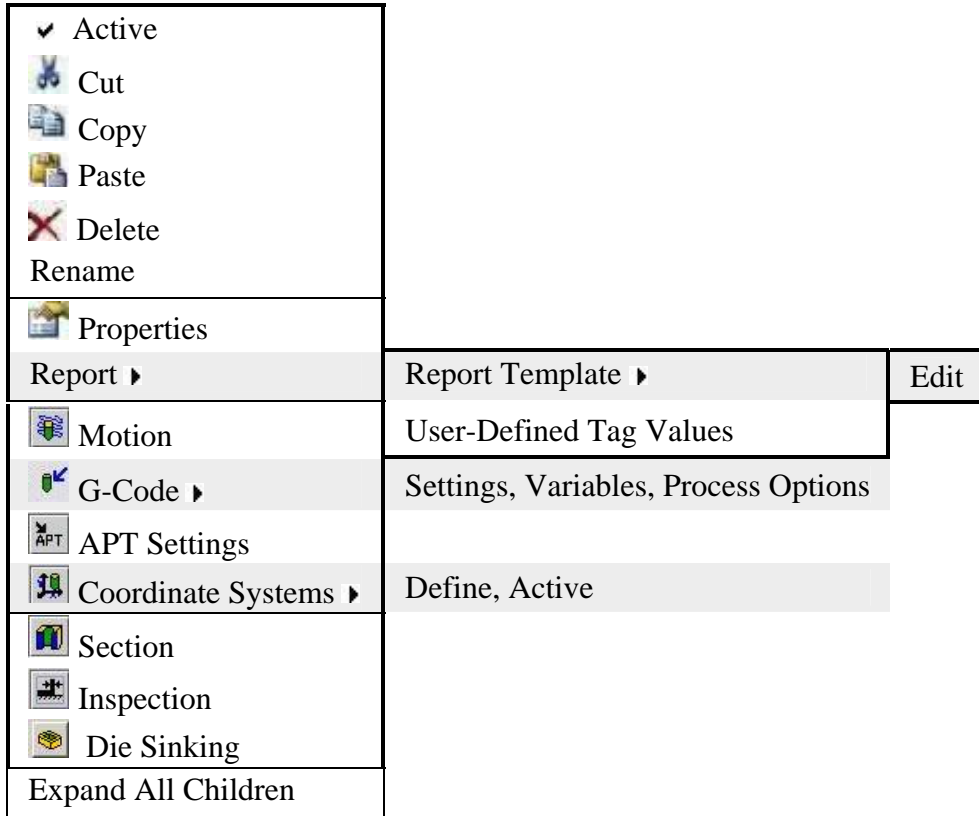 Active
Cut
Copy
Paste
Delete
Rename
Properties
Report Report Template Edit
Motion User-Defined Tag Values
G-Code Settings, Variables, Process Options
APT APT Settings
Coordinate Systems Define, Active
Section
Inspection
Die Sinking
Expand All Children